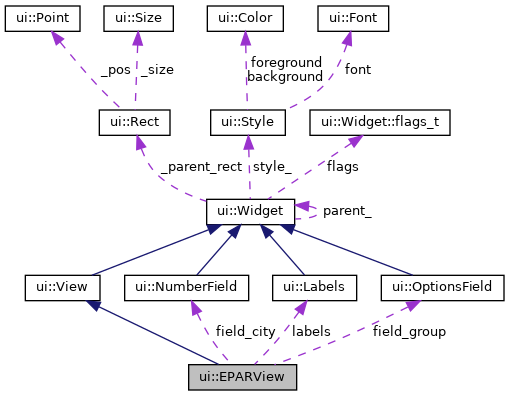 ui::Point
ui::Size
ui::Color
ui::Font
_pos
_size
foreground
background
font
ui::Rect
ui::Style
ui::Widget::flags_t
_parent_rect
style_
flags
ui::Widget
parent_
ui::View
ui::NumberField
ui::Labels
ui::OptionsField
field_city
labels
field_group
ui::EPARView